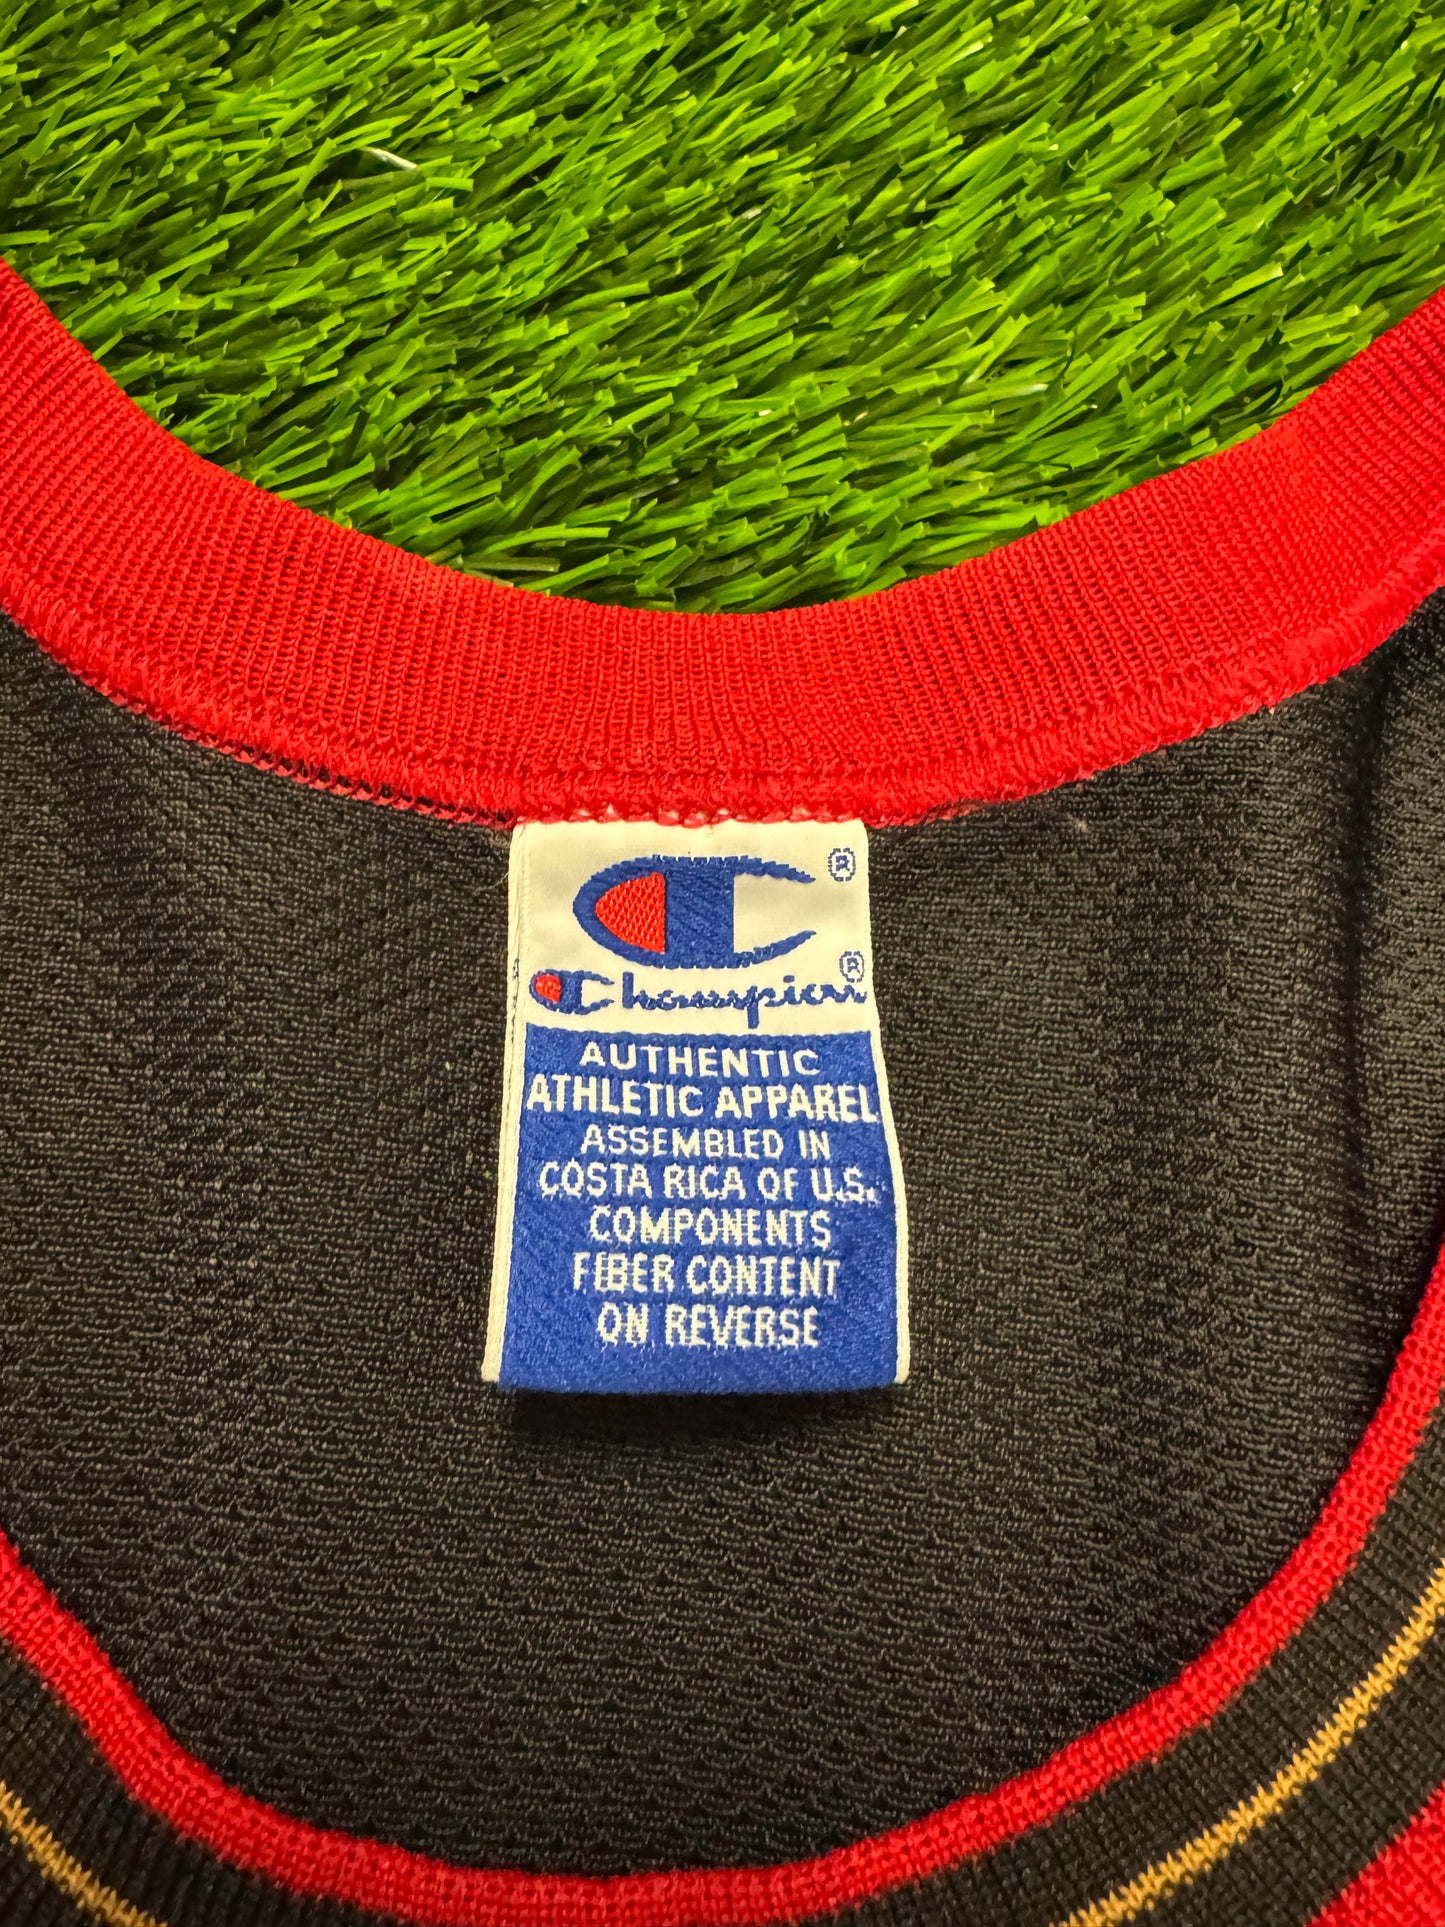 ®
Champion®
AUTHENTIC
ATHLETIC APPAREL
ASSEMBLED IN
COSTA RICA OF U.S.
COMPONENTS
FIBER CONTENT
ON REVERSE